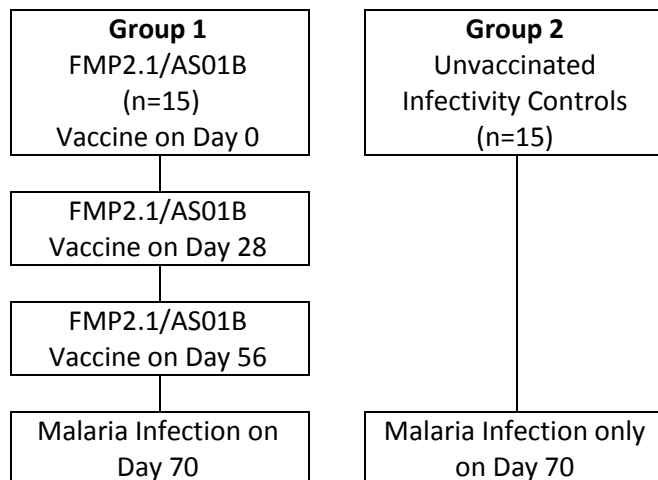 Group 1
FMP2.1/AS01B
(n=15)
Vaccine on Day 0
FMP2.1/AS01B
Vaccine on Day 28
FMP2.1/AS01B
Vaccine on Day 56
Malaria Infection on
Day 70
Group 2
Unvaccinated
Infectivity Controls
(n=15)
Malaria Infection only
on Day 70